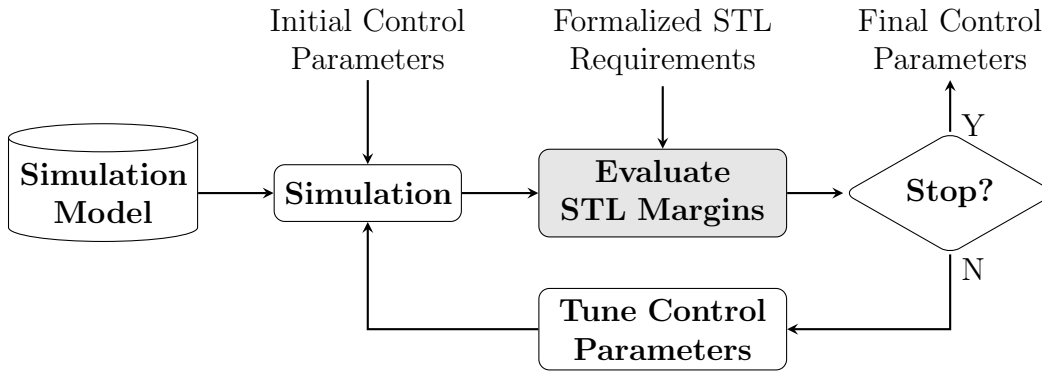 Initial Control
Parameters
Formalized STL
Requirements
Final Control
Parameters
Simulation
Model
Simulation
Evaluate
STL Margins
Stop?
Y
N
Tune Control
Parameters